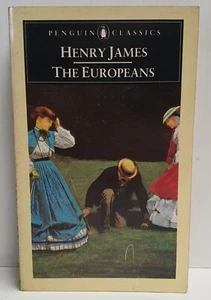 PENGUIN CLASSICS
HENRY JAMES
THE EUROPEANS